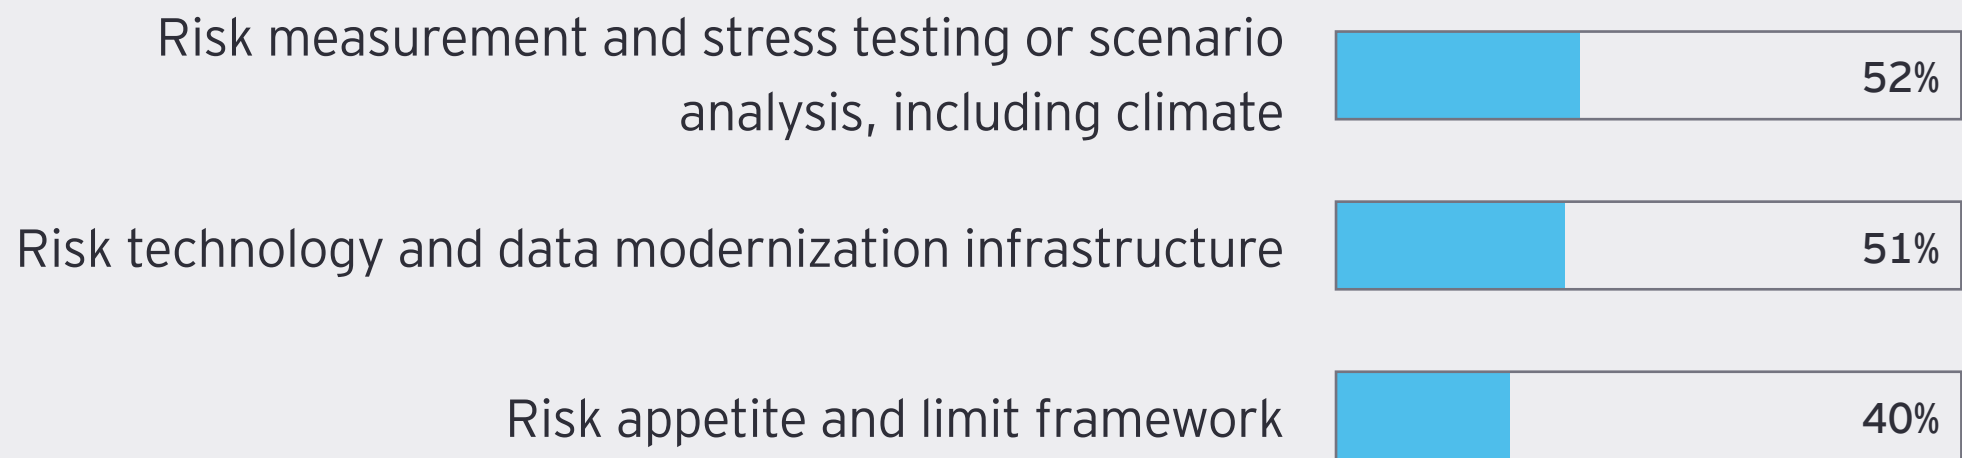 Risk measurement and stress testing or scenario
analysis, including climate
52%
Risk technology and data modernization infrastructure
51%
Risk appetite and limit framework
40%